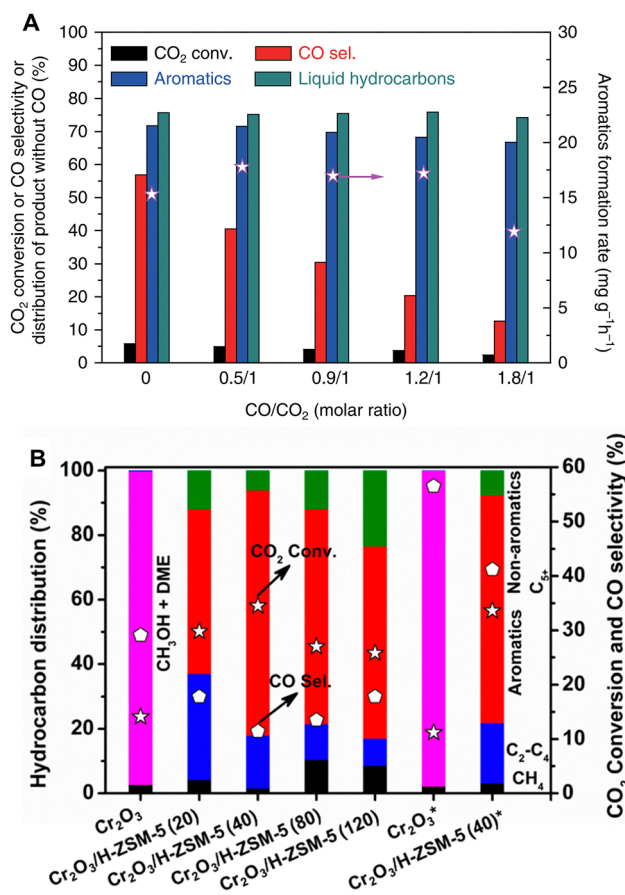 A
CO₂ conversion or CO selectivity or
distribution of product without CO (%)
100
90
80
70
60
50
40
30
20
10
0
CO₂ conv.
CO sel.
Aromatics
Liquid hydrocarbons
30
25
20
15
10
5
0
Aromatics formation rate (mg g⁻¹h⁻¹)
0
0.5/1
0.9/1
1.2/1
1.8/1
CO/CO₂ (molar ratio)
B
Hydrocarbon distribution (%)
100
80
60
40
20
0
CH₃OH + DME
CO₂ Conv.
CO Sel.
Non-aromatics
C₅₊
Aromatics
C₂-C₄
CH₄
60
50
40
30
20
10
0
CO₂ Conversion and CO selectivity (%)
Cr₂O₃
Cr₂O₃/H-ZSM-5 (20)
Cr₂O₃/H-ZSM-5 (40)
Cr₂O₃/H-ZSM-5 (80)
Cr₂O₃/H-ZSM-5 (120)
Cr₂O₃*
Cr₂O₃/H-ZSM-5 (40)*